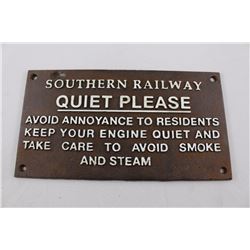 SOUTHERN RAILWAY
QUIET PLEASE
AVOID ANNOYANCE TO RESIDENTS
KEEP YOUR ENGINE QUIET AND
TAKE CARE TO AVOID SMOKE
AND STEAM